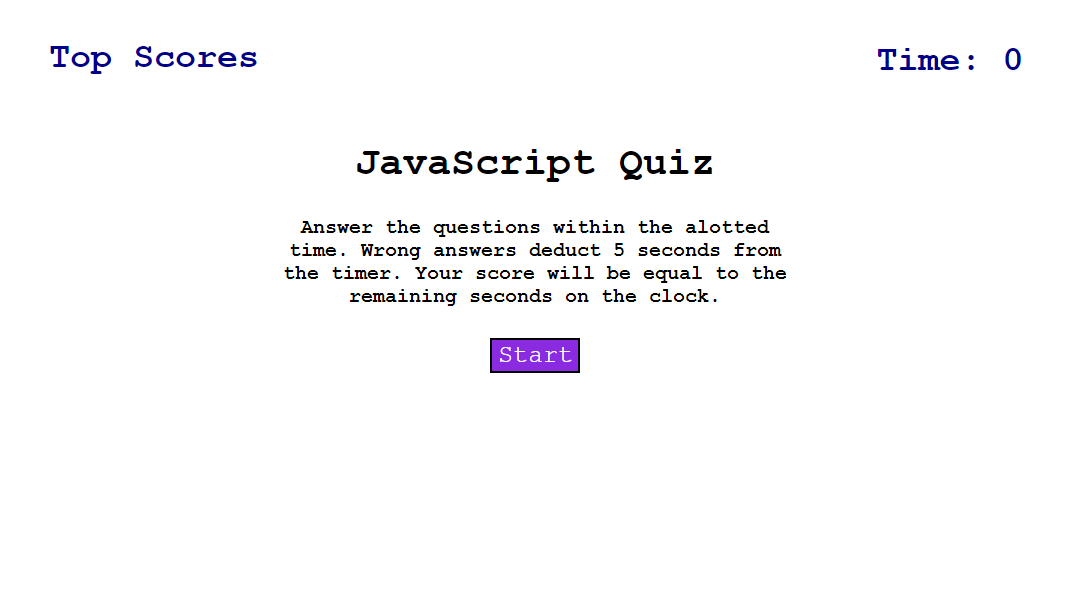 Top Scores
Time: 0
JavaScript Quiz
Answer the questions within the alotted
time. Wrong answers deduct 5 seconds from
the timer. Your score will be equal to the
remaining seconds on the clock.
Start